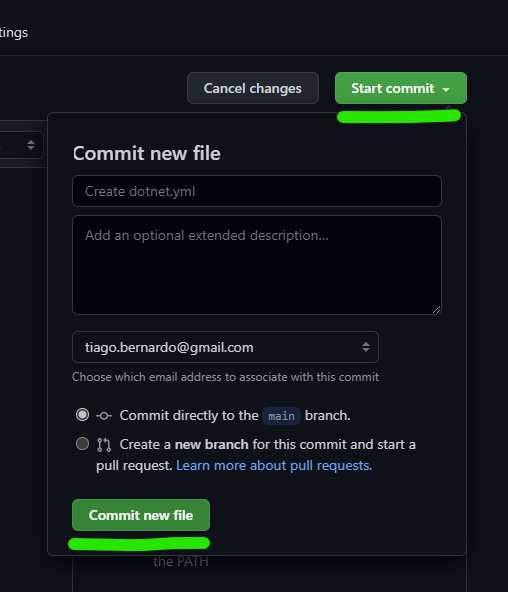 tings
Cancel changes
Start commit
Commit new file
Create dotnet.yml
Add an optional extended description...
tiago.bernardo@gmail.com
Choose which email address to associate with this commit
Commit directly to the main branch.
Create a new branch for this commit and start a
pull request. Learn more about pull requests.
Commit new file
the PATH